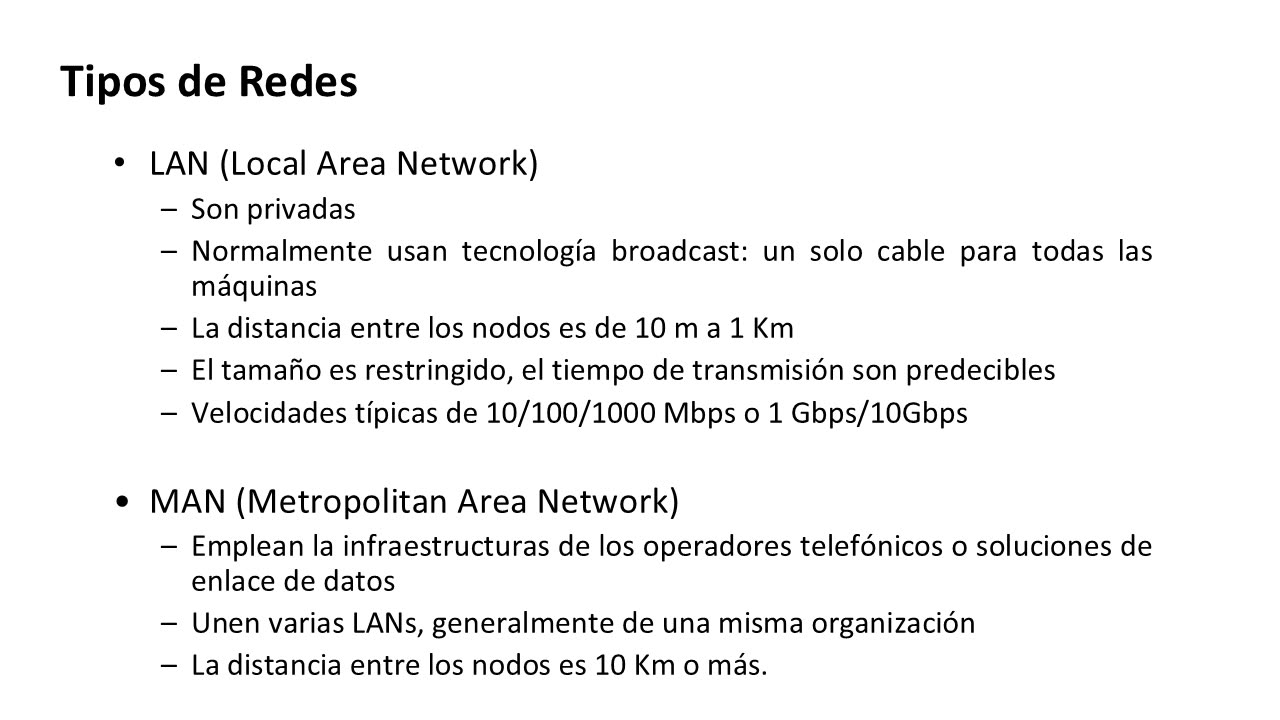 Tipos de Redes
• LAN (Local Area Network)
– Son privadas
– Normalmente usan tecnología broadcast: un solo cable para todas las
máquinas
– La distancia entre los nodos es de 10 m a 1 Km
– El tamaño es restringido, el tiempo de transmisión son predecibles
– Velocidades típicas de 10/100/1000 Mbps o 1 Gbps/10Gbps
• MAN (Metropolitan Area Network)
– Emplean la infraestructuras de los operadores telefónicos o soluciones de
enlace de datos
– Unen varias LANs, generalmente de una misma organización
– La distancia entre los nodos es 10 Km o más.